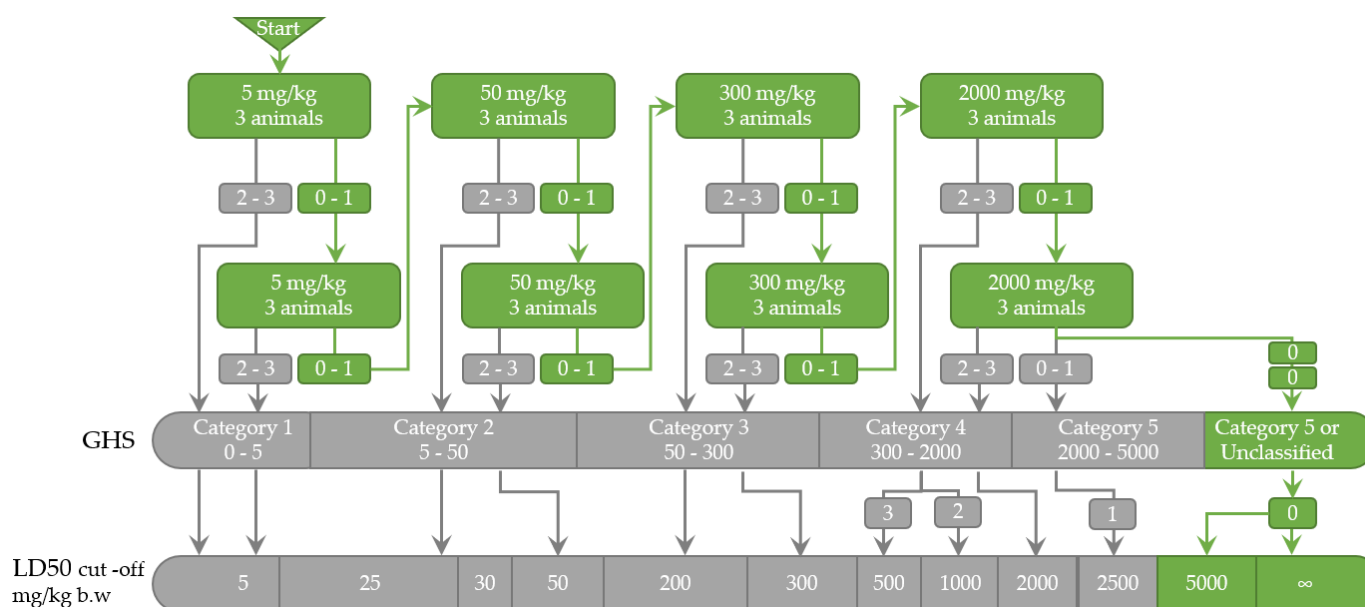 Start
5 mg/kg
3 animals
50 mg/kg
3 animals
300 mg/kg
3 animals
2000 mg/kg
3 animals
2 - 3
0 - 1
2 - 3
0 - 1
2 - 3
0 - 1
2 - 3
0 - 1
5 mg/kg
3 animals
50 mg/kg
3 animals
300 mg/kg
3 animals
2000 mg/kg
3 animals
2 - 3
0 - 1
2 - 3
0 - 1
2 - 3
0 - 1
2 - 3
0 - 1
0
0
GHS
Category 1
0 - 5
Category 2
5 - 50
Category 3
50 - 300
Category 4
300 - 2000
Category 5
2000 - 5000
Category 5 or
Unclassified
3
2
1
0
LD50 cut -off
mg/kg b.w
5
25
30
50
200
300
500
1000
2000
2500
5000
∞